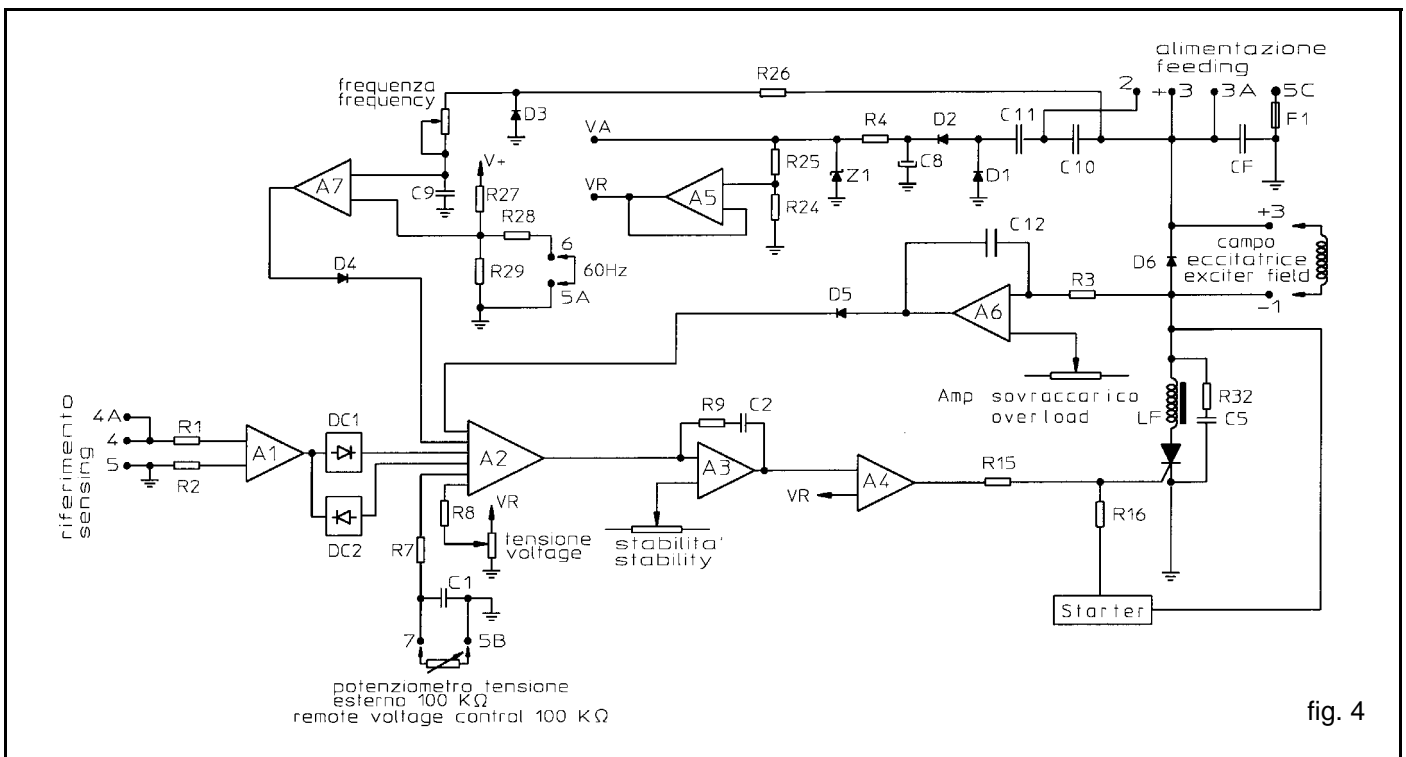 alimentazione
feeding
frequenza
frequency
R26
2
+3
3A
5C
F1
D3
VA
R4
D2
C11
C10
CF
V+
R25
C8
Z1
D1
A7
C9
R27
VR
A5
R24
R28
6
60Hz
5A
R29
C12
+3
campo
eccitatrice
exciter field
D6
-1
D4
D5
A6
R3
Amp sovraccarico
overload
LF
R32
C5
riferimento
sensing
4A
4
5
R1
R2
A1
DC1
DC2
A2
R9
C2
A3
A4
R15
VR
R16
R8
VR
tensione
voltage
stabilita'
stability
R7
C1
7
5B
Starter
potenziometro tensione
esterno 100 KΩ
remote voltage control 100 KΩ
fig. 4